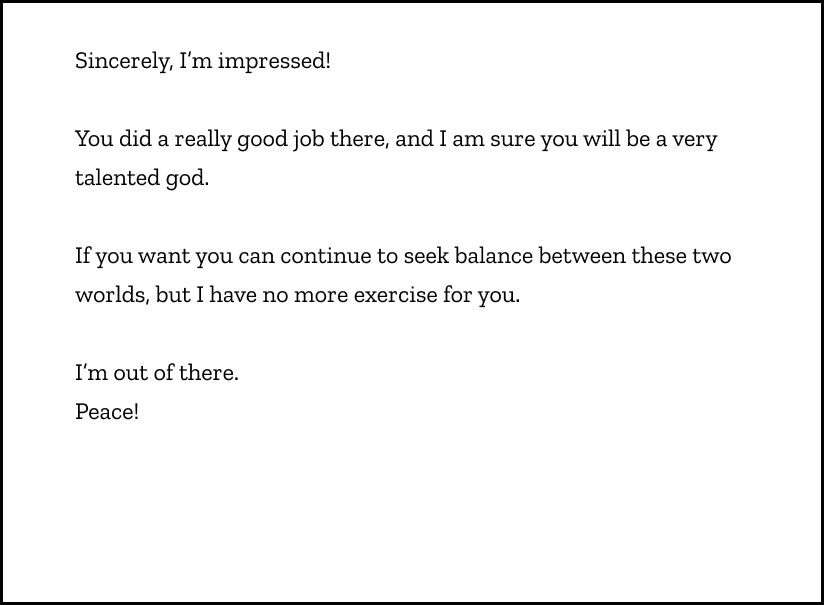 Sincerely, I’m impressed!
You did a really good job there, and I am sure you will be a very
talented god.
If you want you can continue to seek balance between these two
worlds, but I have no more exercise for you.
I’m out of there.
Peace!